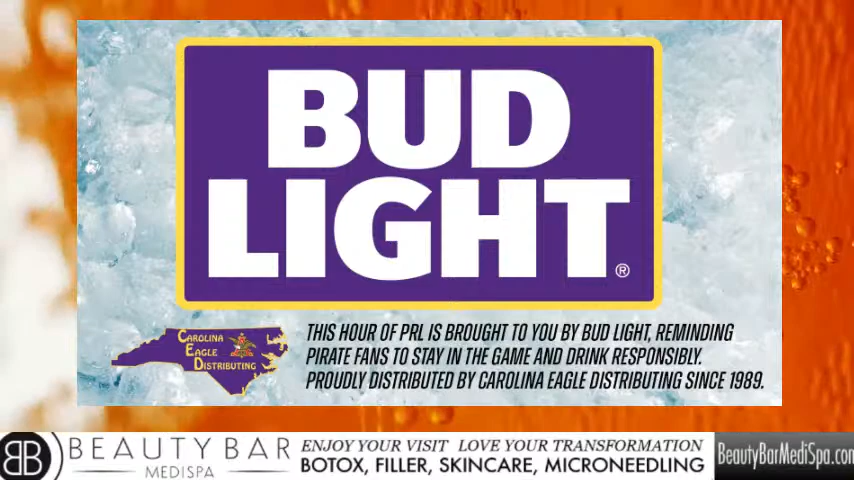 BUD
LIGHT®
CAROLINA
EAGLE
DISTRIBUTING
THIS HOUR OF PRL IS BROUGHT TO YOU BY BUD LIGHT, REMINDING
PIRATE FANS TO STAY IN THE GAME AND DRINK RESPONSIBLY.
PROUDLY DISTRIBUTED BY CAROLINA EAGLE DISTRIBUTING SINCE 1989.
BB
BEAUTY BAR
MEDISPA
ENJOY YOUR VISIT LOVE YOUR TRANSFORMATION
BOTOX, FILLER, SKINCARE, MICRONEEDLING
BeautyBarMediSpa.com